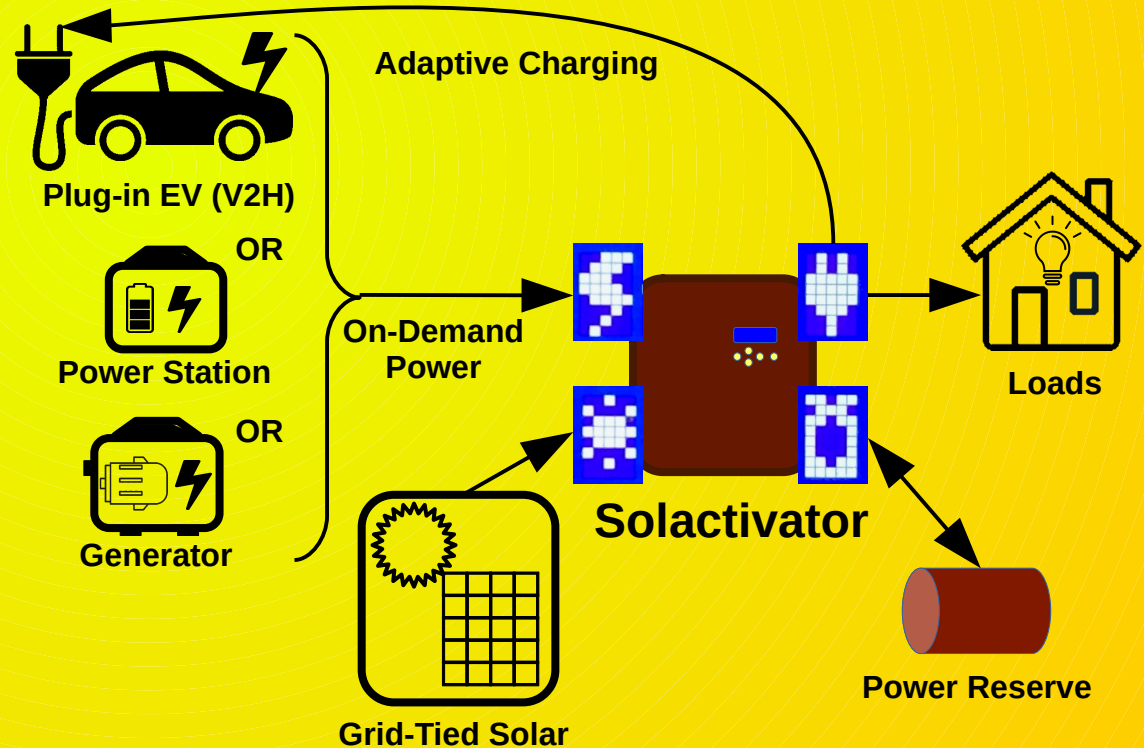 Adaptive Charging
Plug-in EV (V2H)
OR
Power Station
OR
Generator
On-Demand
Power
Loads
Solactivator
Power Reserve
Grid-Tied Solar